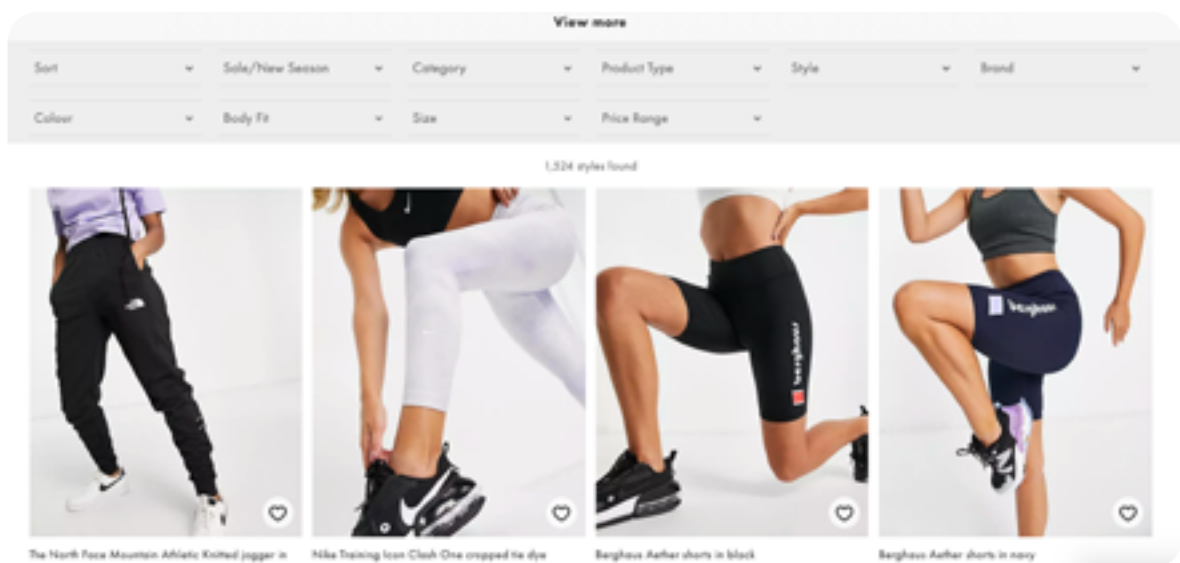 View more
Sort
Sale/New Season
Category
Product Type
Style
Brand
Colour
Body Fit
Size
Price Range
1,524 styles found
berghaus
berghaus
The North Face Mountain Athletic Knitted jogger in
Nike Training Icon Clash One cropped tie dye
Berghaus Aether shorts in black
Berghaus Aether shorts in navy